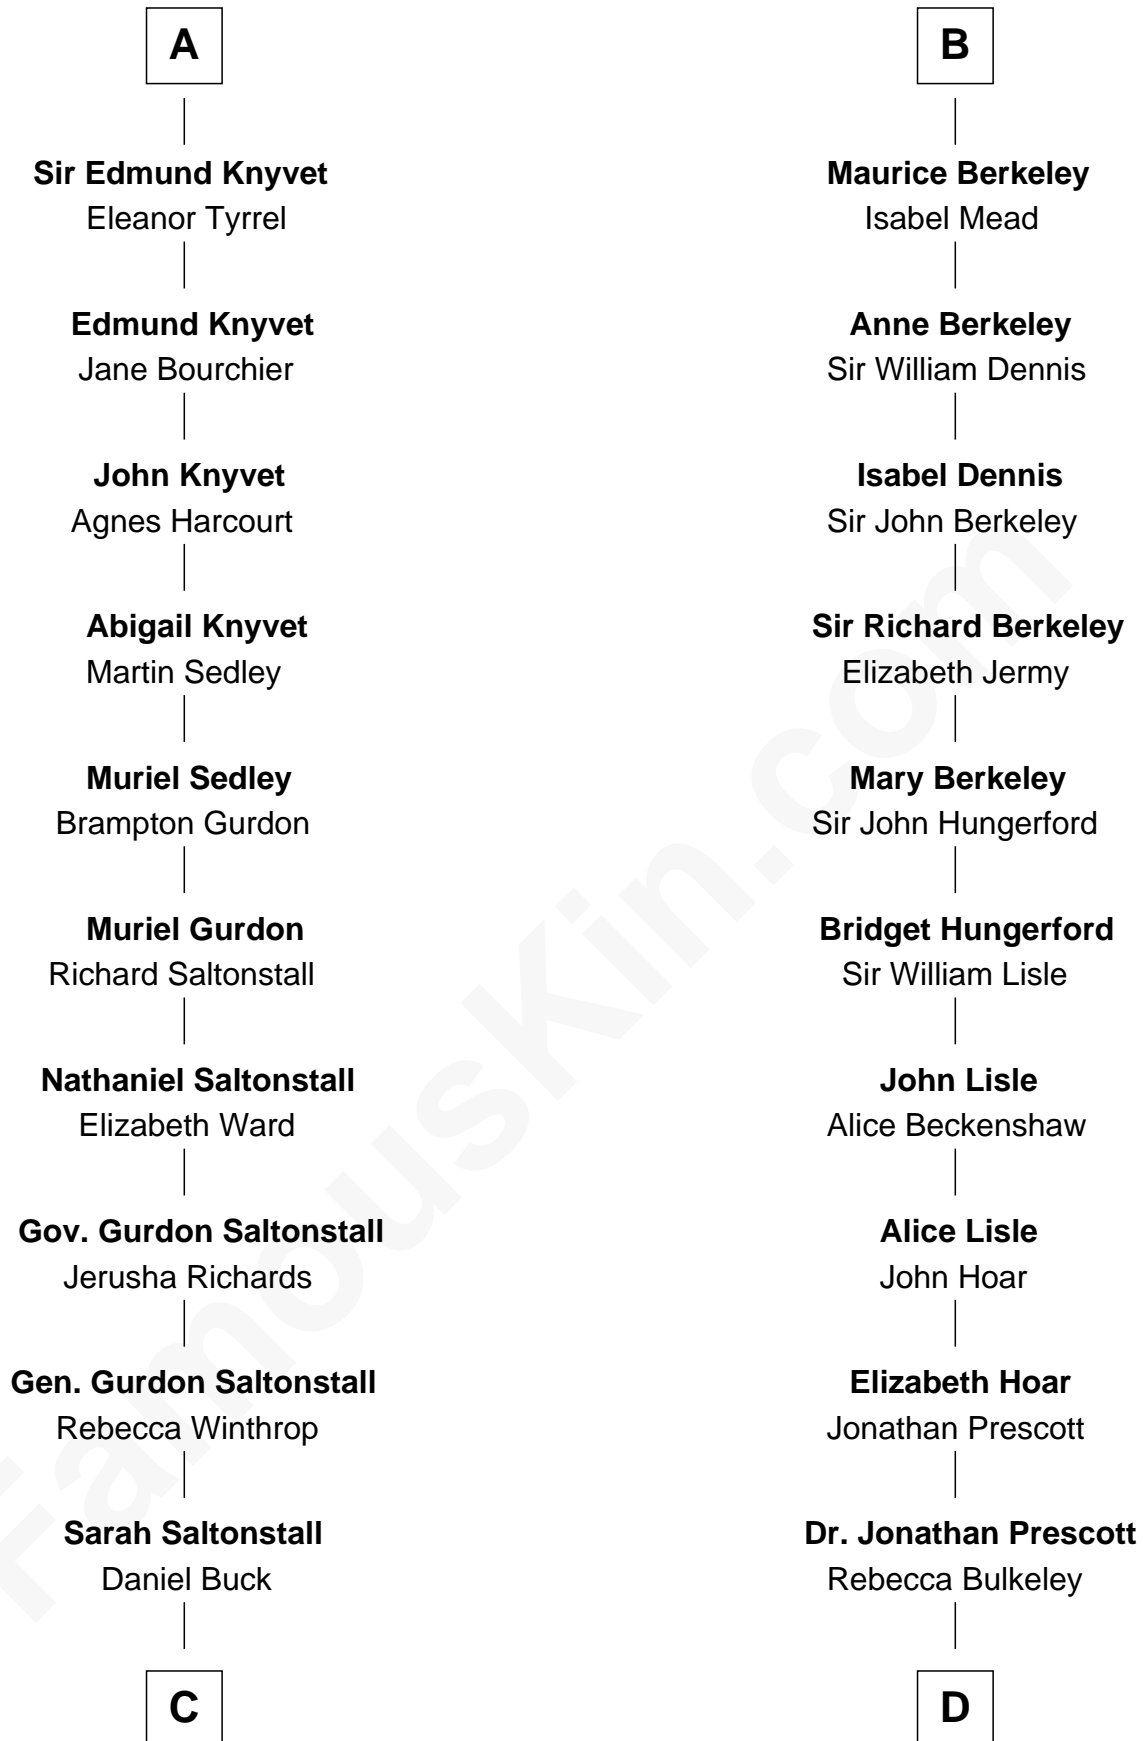 A
Sir Edmund Knyvet
Eleanor Tyrrel
Edmund Knyvet
Jane Bourchier
John Knyvet
Agnes Harcourt
Abigail Knyvet
Martin Sedley
Muriel Sedley
Brampton Gurdon
Muriel Gurdon
Richard Saltonstall
Nathaniel Saltonstall
Elizabeth Ward
Gov. Gurdon Saltonstall
Jerusha Richards
Gen. Gurdon Saltonstall
Rebecca Winthrop
Sarah Saltonstall
Daniel Buck
C
B
Maurice Berkeley
Isabel Mead
Anne Berkeley
Sir William Dennis
Isabel Dennis
Sir John Berkeley
Sir Richard Berkeley
Elizabeth Jermy
Mary Berkeley
Sir John Hungerford
Bridget Hungerford
Sir William Lisle
John Lisle
Alice Beckenshaw
Alice Lisle
John Hoar
Elizabeth Hoar
Jonathan Prescott
Dr. Jonathan Prescott
Rebecca Bulkeley
D
FamousKin.com